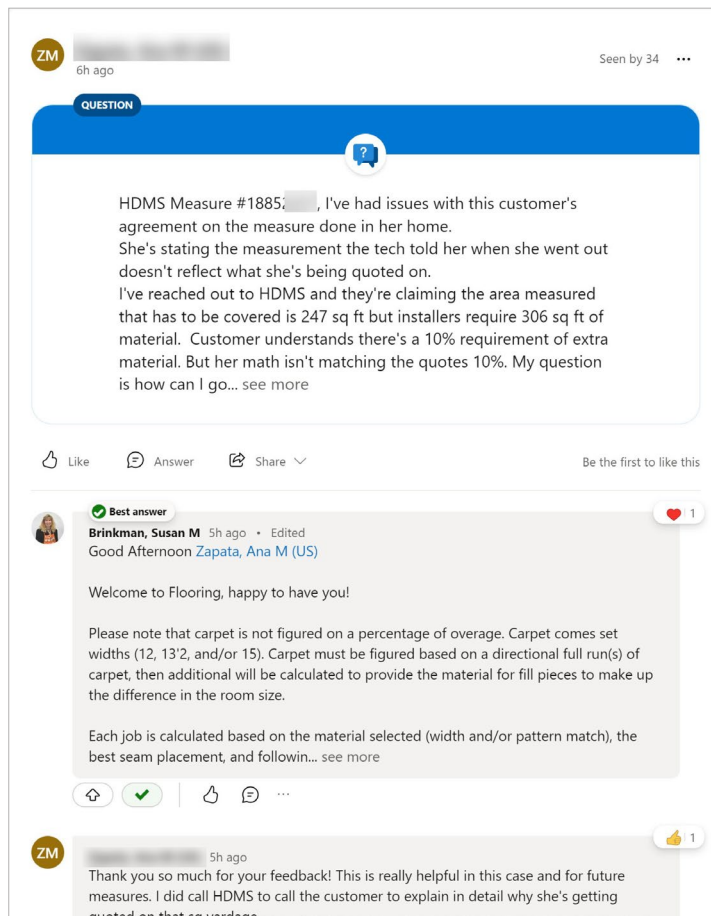 ZM
6h ago
Seen by 34
QUESTION
HDMS Measure #1885 , I've had issues with this customer's
agreement on the measure done in her home.
She's stating the measurement the tech told her when she went out
doesn't reflect what she's being quoted on.
I've reached out to HDMS and they're claiming the area measured
that has to be covered is 247 sq ft but installers require 306 sq ft of
material. Customer understands there's a 10% requirement of extra
material. But her math isn't matching the quotes 10%. My question
is how can I go... see more
Like Answer Share Be the first to like this
Best answer
1
Brinkman, Susan M 5h ago • Edited
Good Afternoon Zapata, Ana M (US)
Welcome to Flooring, happy to have you!
Please note that carpet is not figured on a percentage of overage. Carpet comes set
widths (12, 13'2, and/or 15). Carpet must be figured based on a directional full run(s) of
carpet, then additional will be calculated to provide the material for fill pieces to make up
the difference in the room size.
Each job is calculated based on the material selected (width and/or pattern match), the
best seam placement, and followin... see more
1
ZM
5h ago
Thank you so much for your feedback! This is really helpful in this case and for future
measures. I did call HDMS to call the customer to explain in detail why she's getting